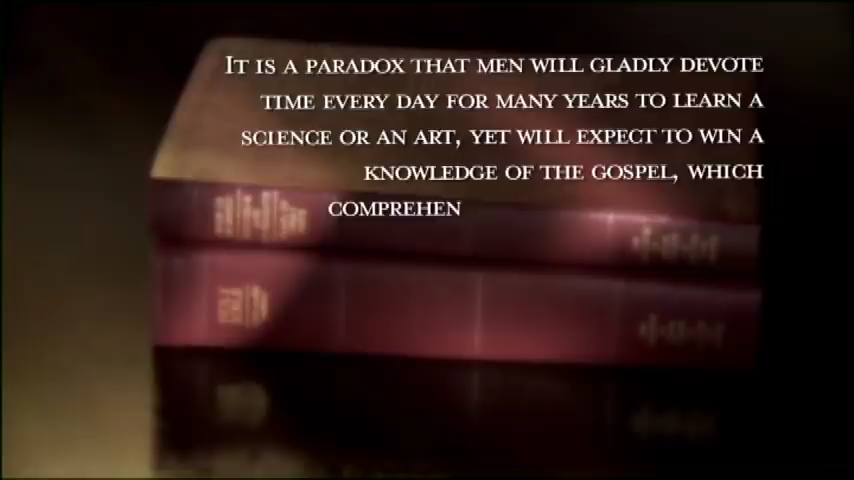 It is a paradox that men will gladly devote
time every day for many years to learn a
science or an art, yet will expect to win a
knowledge of the gospel, which
comprehen